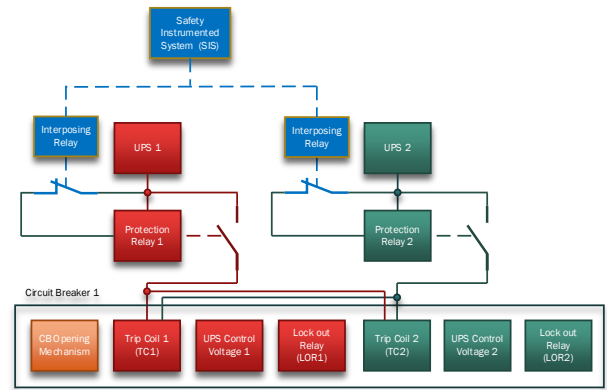 Safety
Instrumented
System (SIS)
Interposing
Relay
UPS 1
Interposing
Relay
UPS 2
Protection
Relay 1
Protection
Relay 2
Circuit Breaker 1
CB Opening
Mechanism
Trip Coil 1
(TC1)
UPS Control
Voltage 1
Lock out
Relay
(LOR1)
Trip Coil 2
(TC2)
UPS Control
Voltage 2
Lock out
Relay
(LOR2)